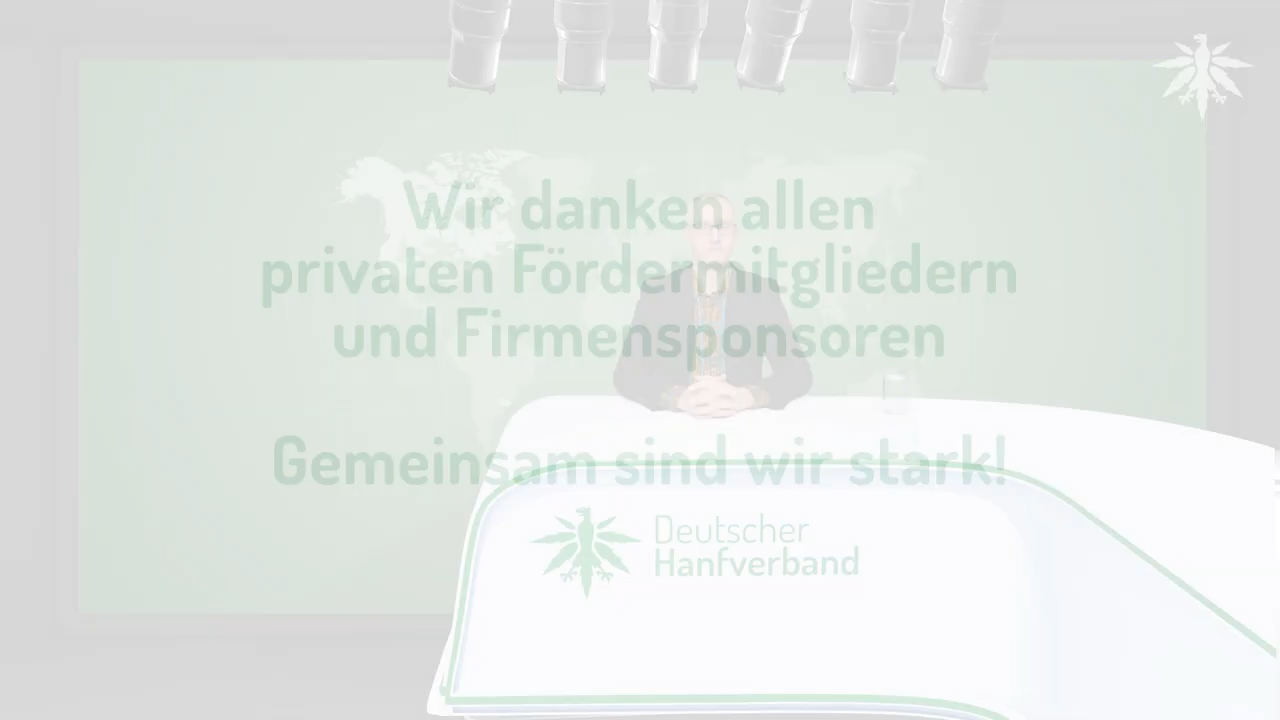 Wir danken allen
privaten Fördermitgliedern
und Firmensponsoren
Gemeinsam sind wir stark!
Deutscher
Hanfverband